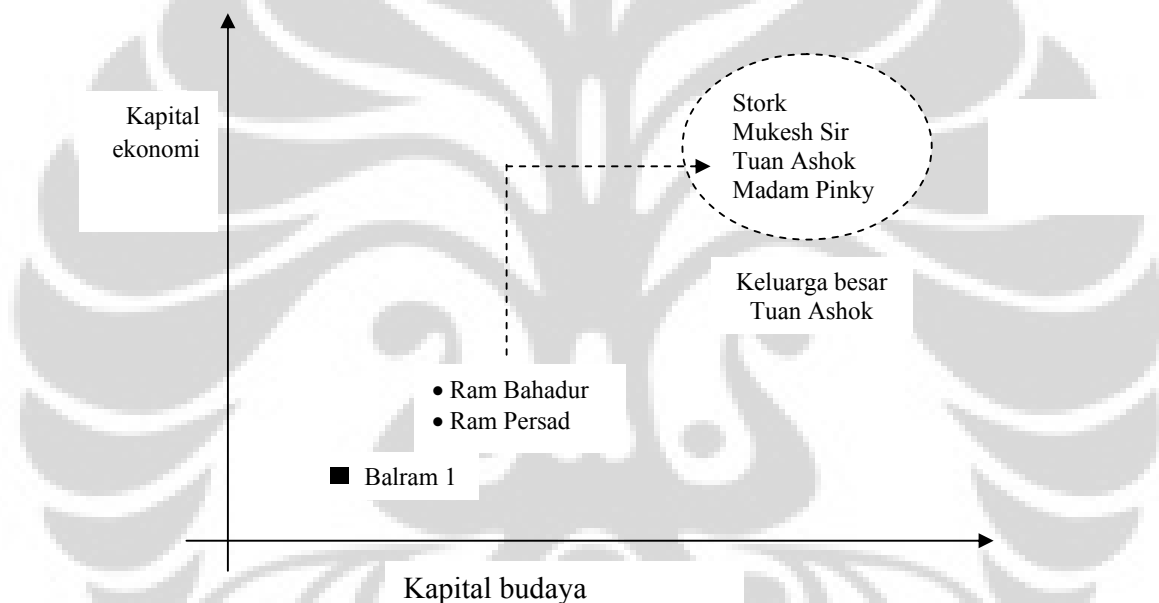 Kapital
ekonomi
Stork
Mukesh Sir
Tuan Ashok
Madam Pinky
Keluarga besar
Tuan Ashok
• Ram Bahadur
• Ram Persad
Balram 1
Kapital budaya